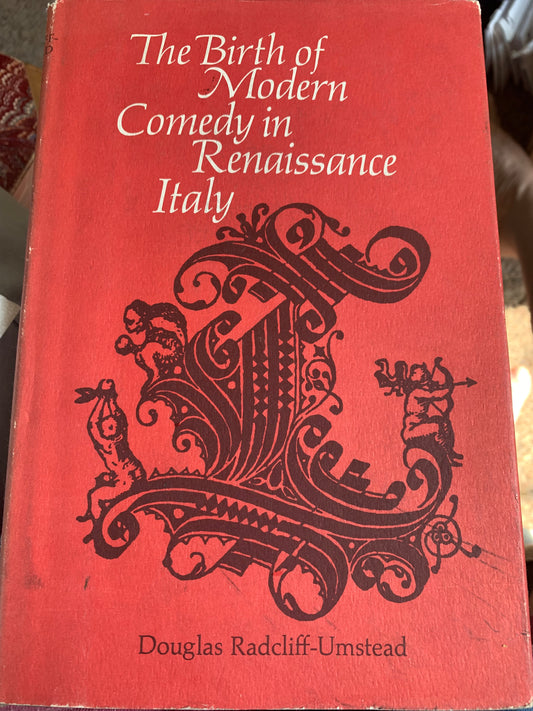 The Birth of
Modern
Comedy in
Renaissance
Italy
Douglas Radcliff-Umstead